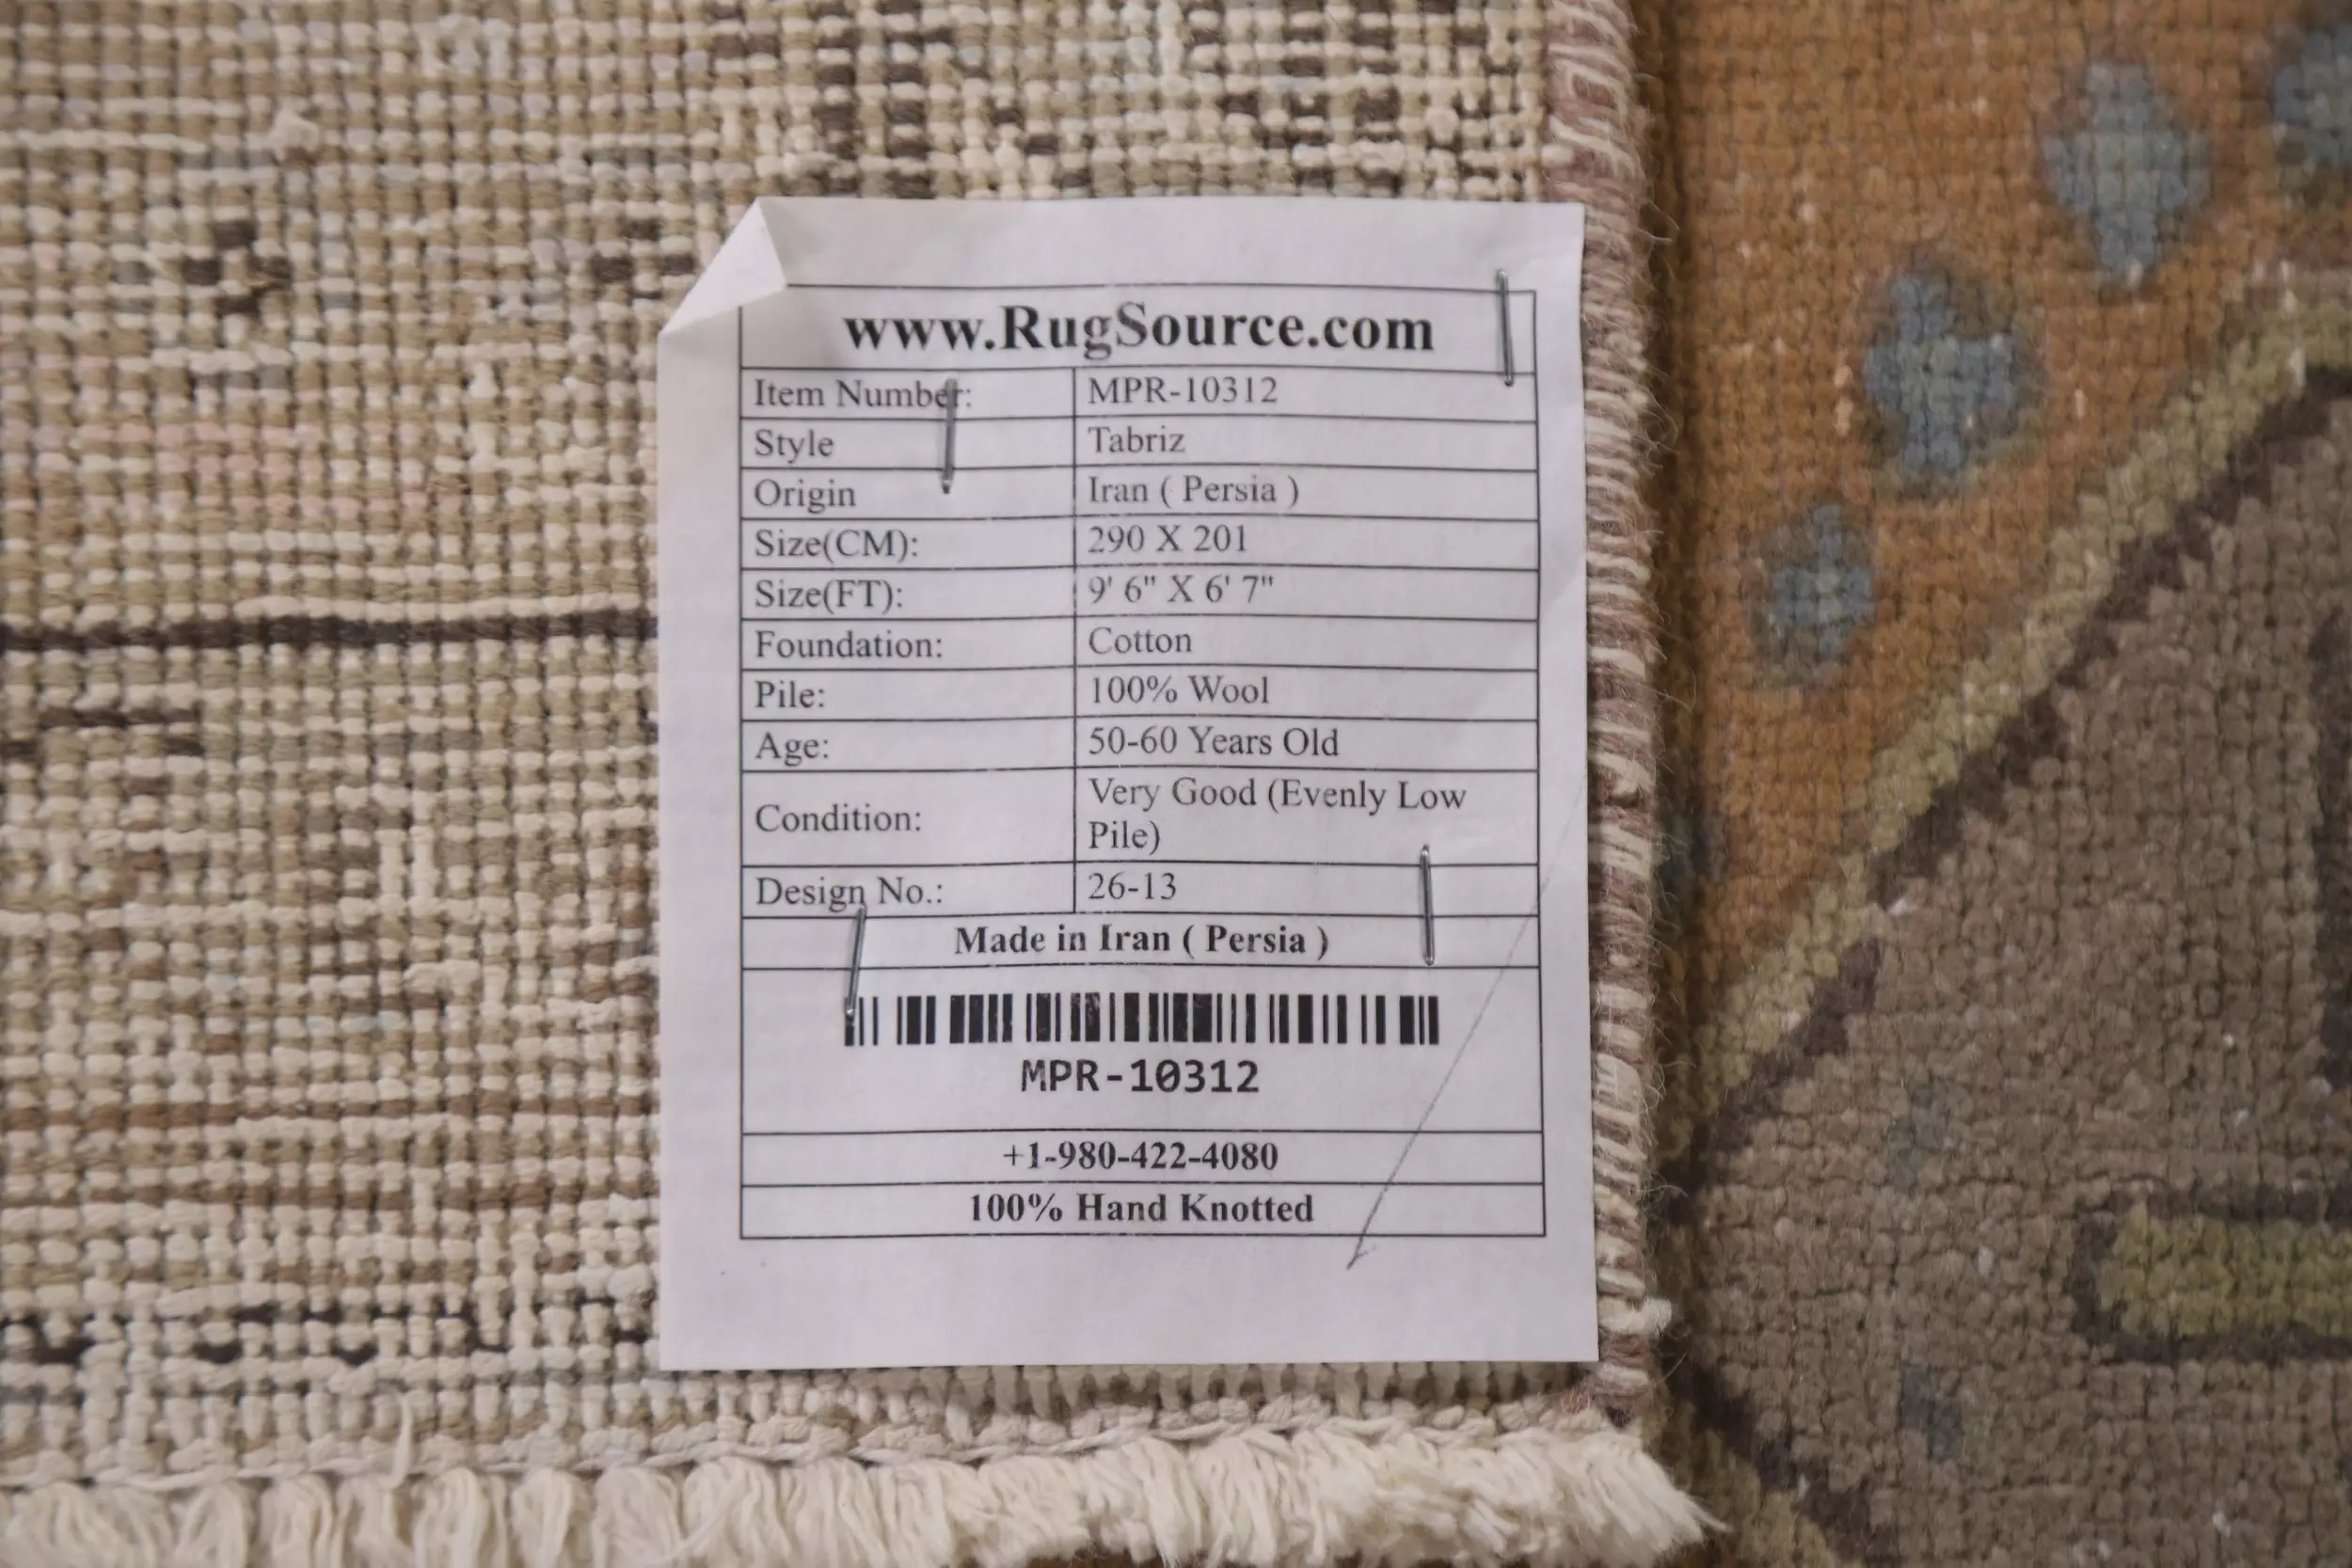 www.RugSource.com
Item Number: MPR-10312
Style Tabriz
Origin Iran ( Persia )
Size(CM): 290 X 201
Size(FT): 9' 6" X 6' 7"
Foundation: Cotton
Pile: 100% Wool
Age: 50-60 Years Old
Condition: Very Good (Evenly Low
Pile)
Design No.: 26-13
Made in Iran ( Persia )
MPR-10312
+1-980-422-4080
100% Hand Knotted